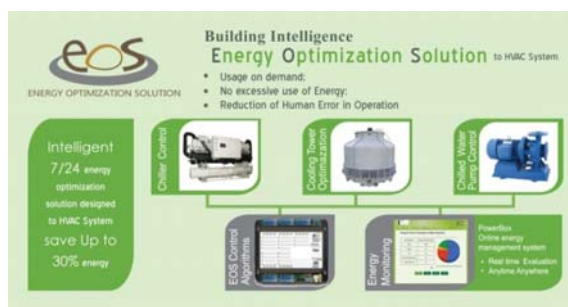 eos
ENERGY OPTIMIZATION SOLUTION
Building Intelligence
Energy Optimization Solution to HVAC System
• Usage on demand:
• No excessive use of Energy:
• Reduction of Human Error in Operation
Intelligent
7/24 energy
optimization
solution designed
to HVAC System
save Up to
30% energy
Chiller Control
Cooling Tower
Optimazation
Chilled Water
Pump Control
EOS Control
Algorithms
Energy
Monitoring
PowerBox
Online energy
management system
• Real time Evaluation
• Anytime Anywhere